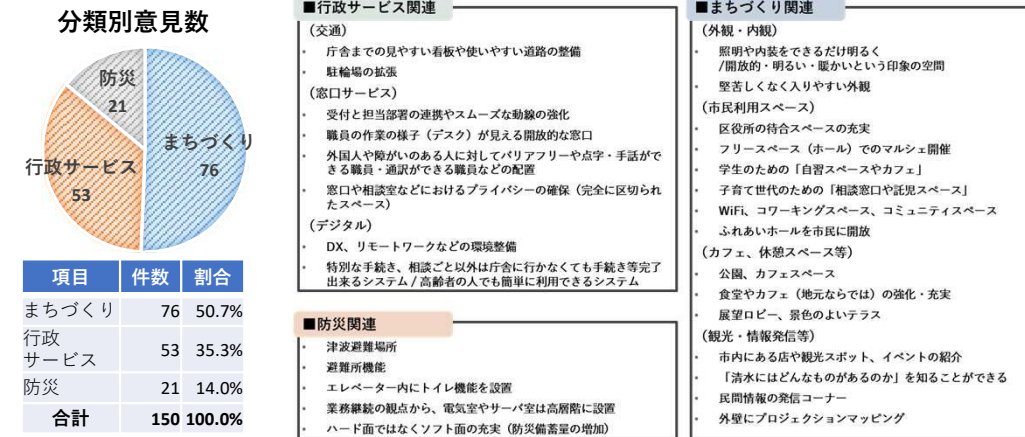 分類別意見数
防災
21
まちづくり
76
行政サービス
53
項目 件数 割合
まちづくり 76 50.7%
行政
サービス 53 35.3%
防災 21 14.0%
合計 150 100.0%
■行政サービス関連
（交通）
・ 庁舎までの見やすい看板や使いやすい道路の整備
・ 駐輪場の拡張
（窓口サービス）
・ 受付と担当部署の連携やスムーズな動線の強化
・ 職員の作業の様子（デスク）が見える開放的な窓口
・ 外国人や障がいのある人に対してバリアフリーや点字・手話がで
きる職員・通訳ができる職員などの配置
・ 窓口や相談室などにおけるプライバシーの確保（完全に区切られ
たスペース）
（デジタル）
・ DX、リモートワークなどの環境整備
・ 特別な手続き、相談ごと以外は庁舎に行かなくても手続き等完了
出来るシステム / 高齢者の人でも簡単に利用できるシステム
■防災関連
・ 津波避難場所
・ 避難所機能
・ エレベーター内にトイレ機能を設置
・ 業務継続の観点から、電気室やサーバ室は高層階に設置
・ ハード面ではなくソフト面の充実（防災備蓄量の増加）
■まちづくり関連
（外観・内観）
・ 照明や内装をできるだけ明るく
/開放的・明るい・暖かいという印象の空間
・ 堅苦しくなく入りやすい外観
（市民利用スペース）
・ 区役所の待合スペースの充実
・ フリースペース（ホール）でのマルシェ開催
・ 学生のための「自習スペースやカフェ」
・ 子育て世代のための「相談窓口や託児スペース」
・ WiFi、コワーキングスペース、コミュニティスペース
・ ふれあいホールを市民に開放
（カフェ、休憩スペース等）
・ 公園、カフェスペース
・ 食堂やカフェ（地元ならでは）の強化・充実
・ 展望ロビー、景色のよいテラス
（観光・情報発信等）
・ 市内にある店や観光スポット、イベントの紹介
・ 「清水にはどんなものがあるのか」を知ることができる
・ 民間情報の発信コーナー
・ 外壁にプロジェクションマッピング